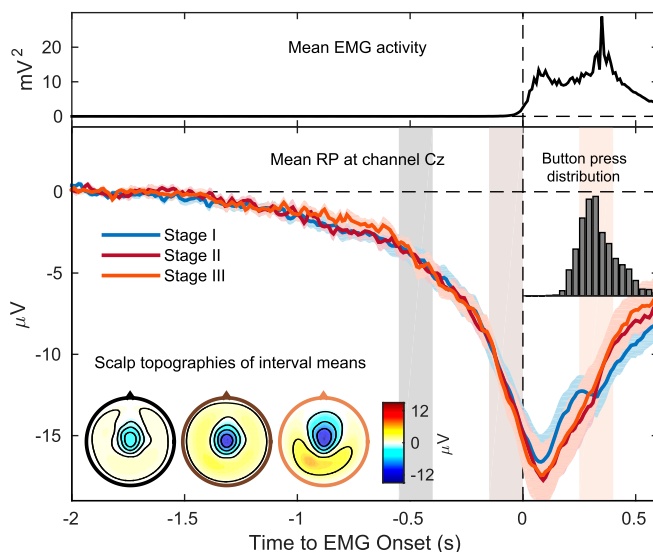 Mean EMG activity
mV²
20
10
0
Mean RP at channel Cz
Button press
distribution
0
-5
-10
-15
μV
Stage I
Stage II
Stage III
Scalp topographies of interval means
12
6
0
-6
-12
μV
-2
-1.5
-1
-0.5
0
0.5
Time to EMG Onset (s)